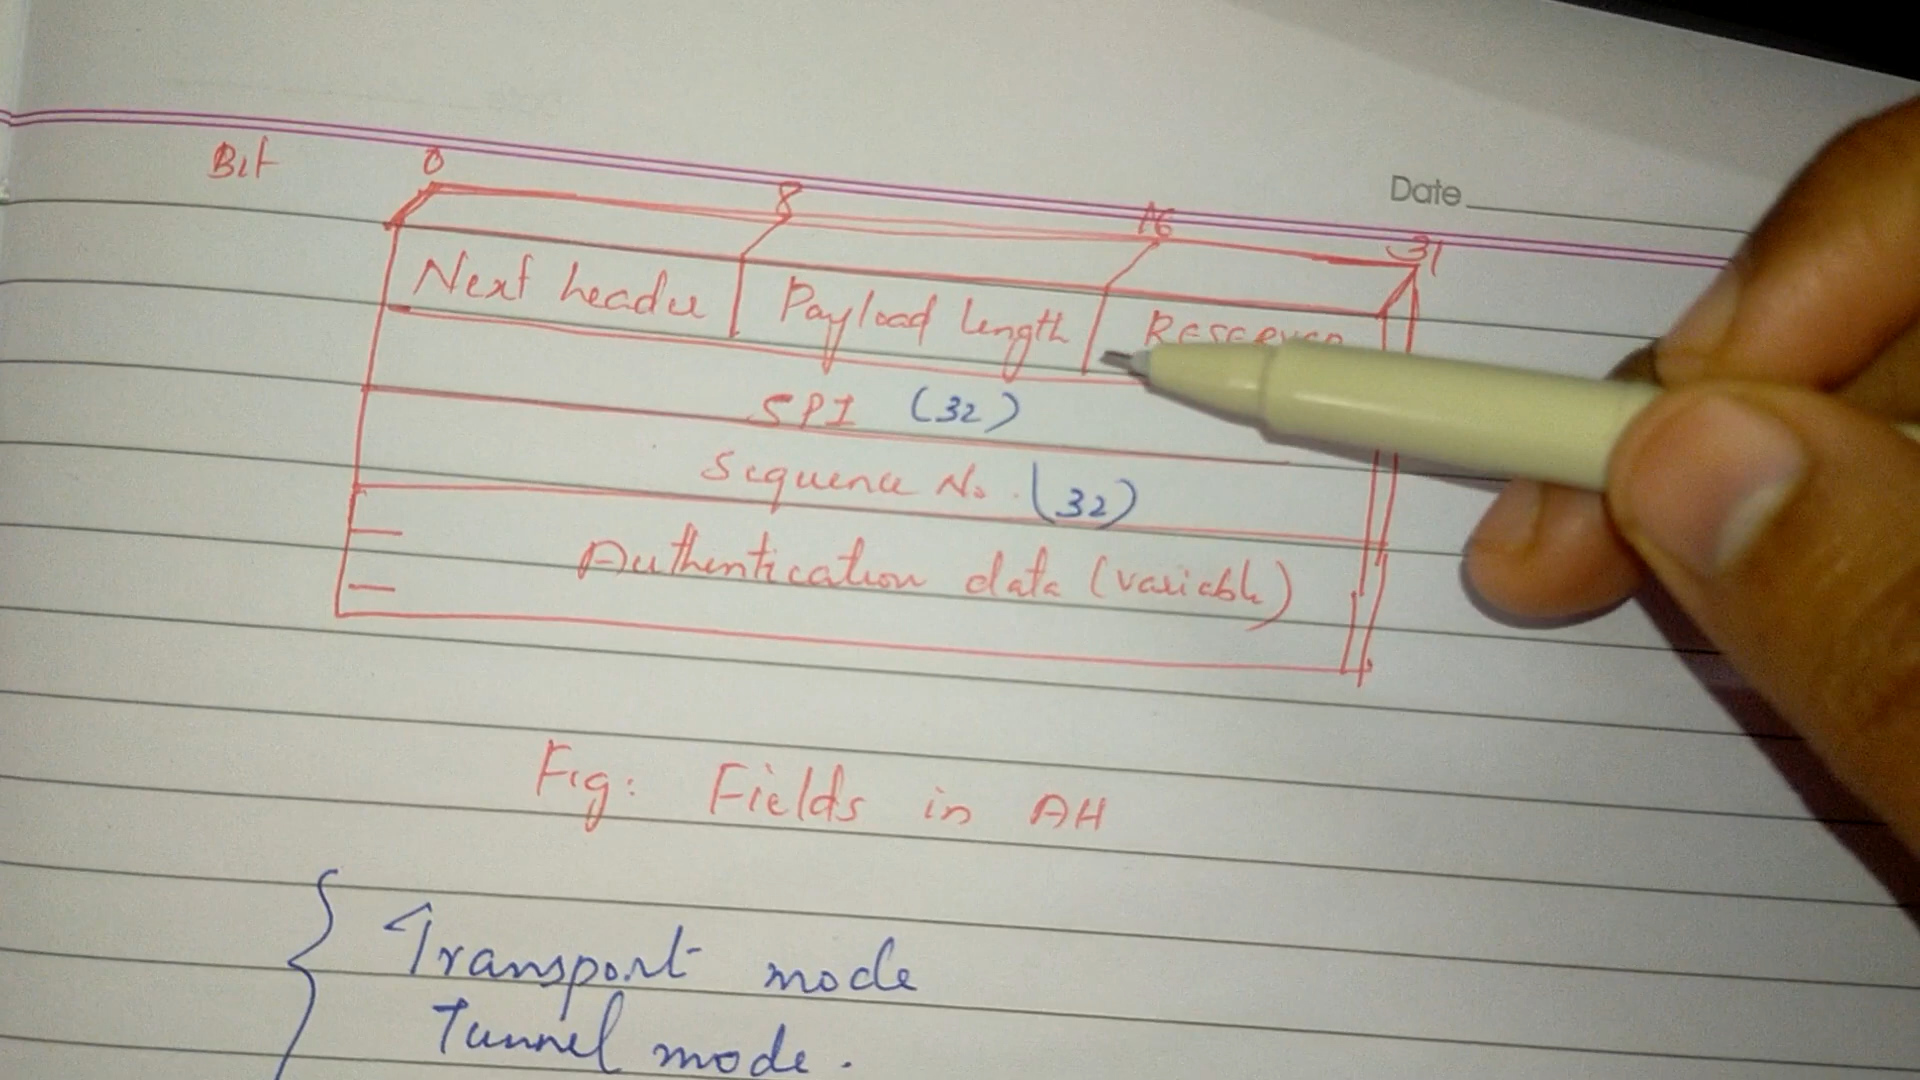 Date
Bit 0 8 16 31
Next header Payload length RESERVED
SPI (32)
Sequence No. (32)
Authentication data (variable)
Fig: Fields in AH
Transport mode
Tunnel mode.